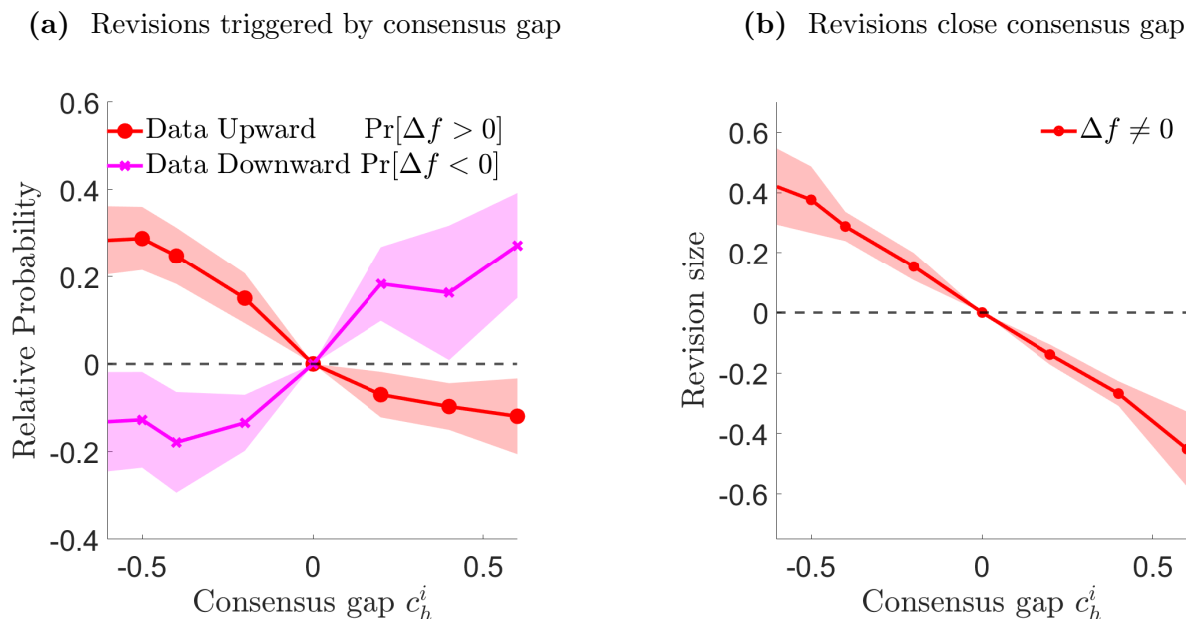 (a) Revisions triggered by consensus gap
0.6
0.4
0.2
0
-0.2
-0.4
Relative Probability
Data Upward Pr[Δf > 0]
Data Downward Pr[Δf < 0]
-0.5 0 0.5
Consensus gap c_h^i
(b) Revisions close consensus gap
0.6
0.4
0.2
0
-0.2
-0.4
-0.6
Revision size
Δf ≠ 0
-0.5 0 0.5
Consensus gap c_h^i